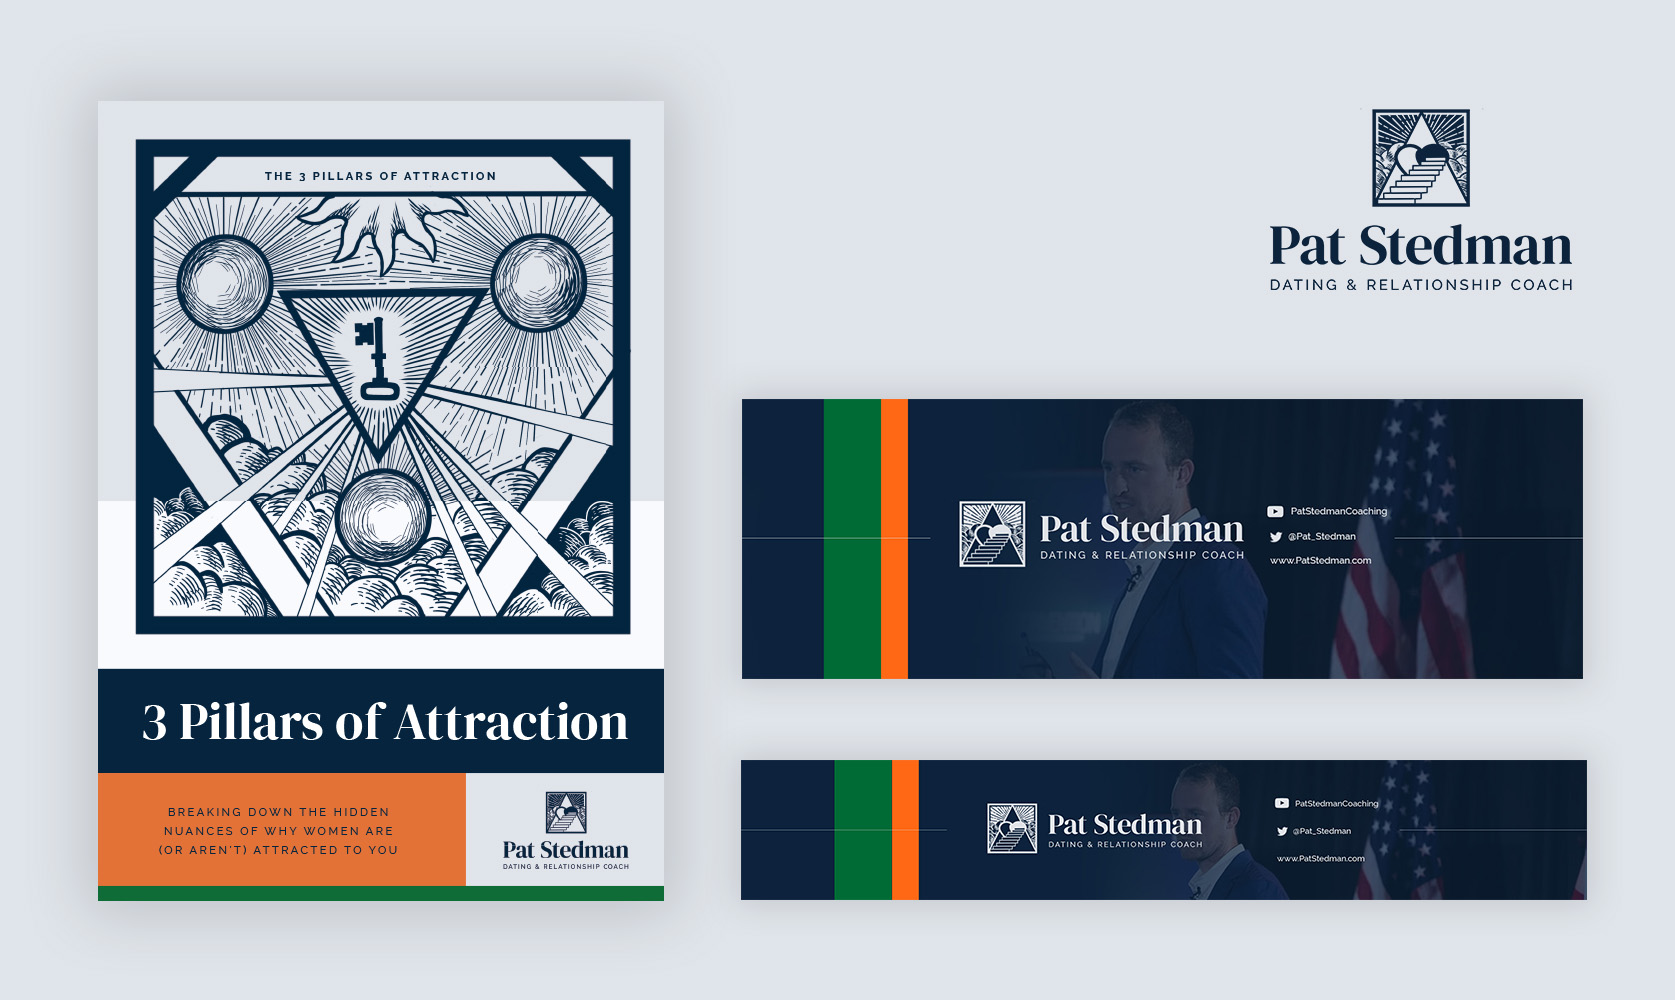 THE 3 PILLARS OF ATTRACTION
3 Pillars of Attraction
BREAKING DOWN THE HIDDEN
NUANCES OF WHY WOMEN ARE
(OR AREN'T) ATTRACTED TO YOU
Pat Stedman
DATING & RELATIONSHIP COACH
Pat Stedman
DATING & RELATIONSHIP COACH
Pat Stedman
DATING & RELATIONSHIP COACH
PatStedmanCoaching
@Pat_Stedman
www.PatStedman.com
Pat Stedman
DATING & RELATIONSHIP COACH
PatStedmanCoaching
@Pat_Stedman
www.PatStedman.com